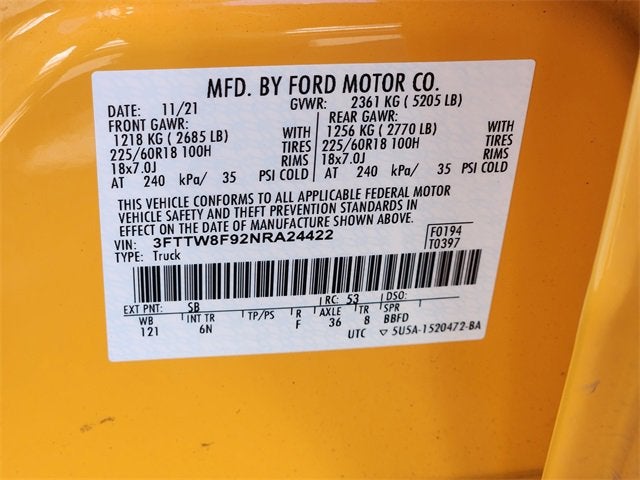 MFD. BY FORD MOTOR CO.
DATE: 11/21 GVWR: 2361 KG ( 5205 LB)
FRONT GAWR: REAR GAWR:
1218 KG ( 2685 LB) WITH 1256 KG ( 2770 LB) WITH
225/60R18 100H TIRES 225/60R18 100H TIRES
18x7.0J RIMS 18x7.0J RIMS
AT 240 kPa/ 35 PSI COLD AT 240 kPa/ 35 PSI COLD
THIS VEHICLE CONFORMS TO ALL APPLICABLE FEDERAL MOTOR
VEHICLE SAFETY AND THEFT PREVENTION STANDARDS IN
EFFECT ON THE DATE OF MANUFACTURE SHOWN ABOVE.
VIN: 3FTTW8F92NRA24422 F0194
TYPE: Truck T0397
EXT PNT: SB RC: 53 DSO:
WB INT TR TP/PS R AXLE TR SPR
121 6N F 36 8 BBFD
UTC ▽ 5U5A-1520472-BA